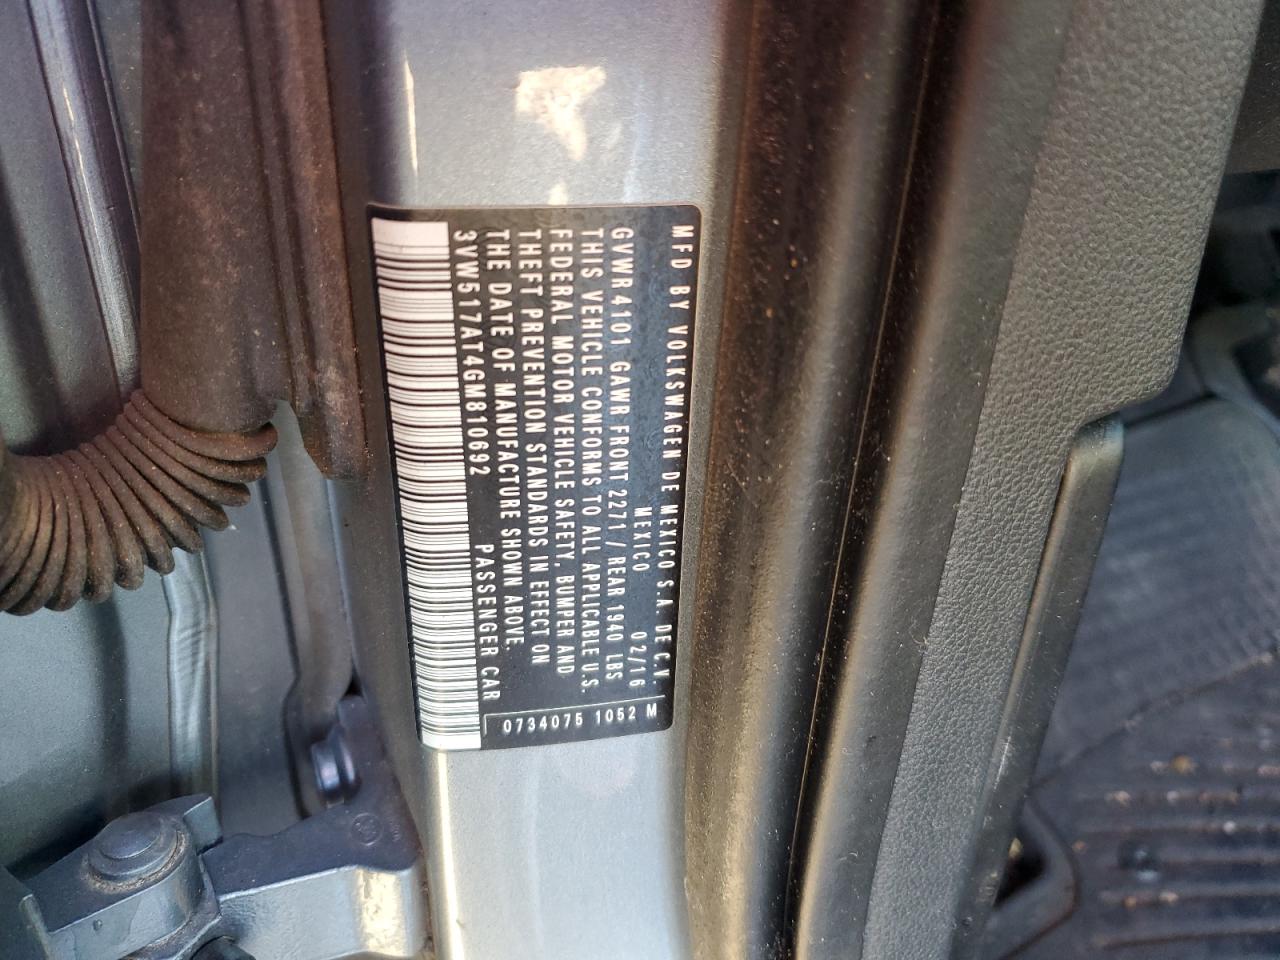 MFD BY VOLKSWAGEN DE MEXICO S.A. DE C.V.
MEXICO 02/16
GVWR 4101 GAWR FRONT 2271 / REAR 1940 LBS
THIS VEHICLE CONFORMS TO ALL APPLICABLE U.S.
FEDERAL MOTOR VEHICLE SAFETY, BUMPER AND
THEFT PREVENTION STANDARDS IN EFFECT ON
THE DATE OF MANUFACTURE SHOWN ABOVE.
3VW517AT4GM810692 PASSENGER CAR
0734075 1052 M